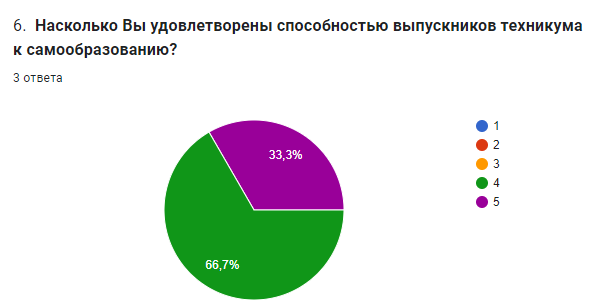 6. Насколько Вы удовлетворены способностью выпускников техникума
к самообразованию?
3 ответа
33,3%
66,7%
1
2
3
4
5